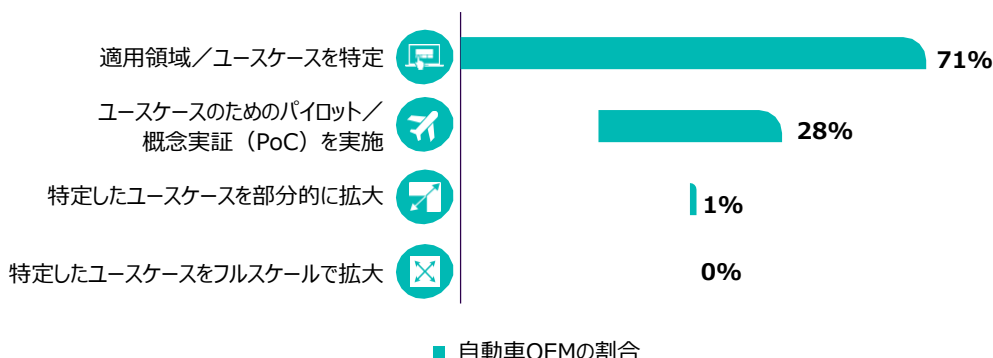 適用領域／ユースケースを特定
71%
ユースケースのためのパイロット／
概念実証（PoC）を実施
28%
特定したユースケースを部分的に拡大
1%
特定したユースケースをフルスケールで拡大
0%
自動車OEMの割合